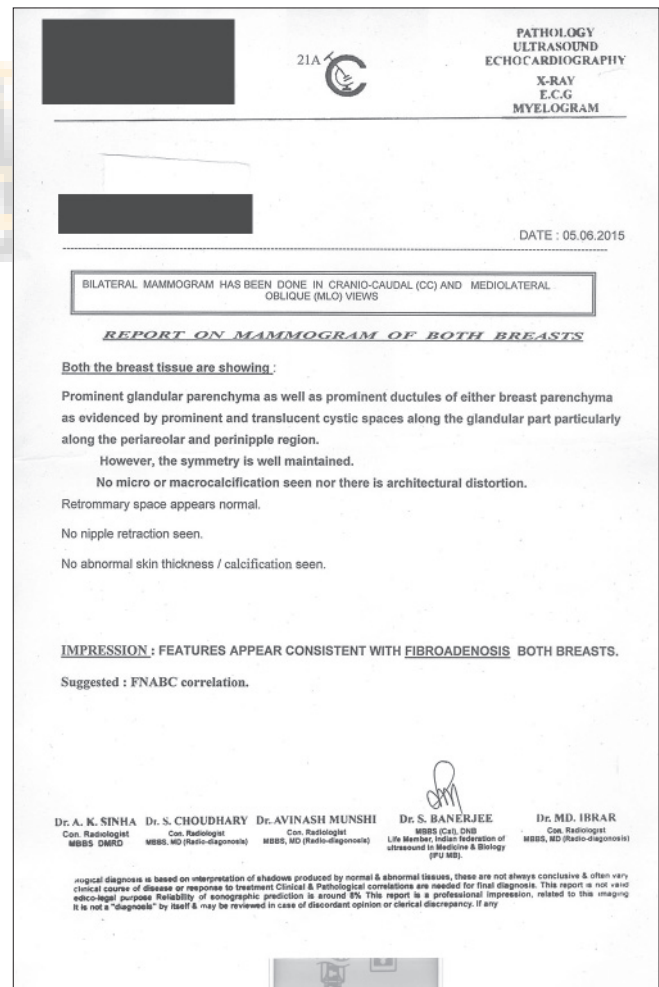 21A
PATHOLOGY
ULTRASOUND
ECHOCARDIOGRAPHY
X-RAY
E.C.G
MYELOGRAM
DATE : 05.06.2015
BILATERAL MAMMOGRAM HAS BEEN DONE IN CRANIO-CAUDAL (CC) AND MEDIOLATERAL
OBLIQUE (MLO) VIEWS
REPORT ON MAMMOGRAM OF BOTH BREASTS
Both the breast tissue are showing :
Prominent glandular parenchyma as well as prominent ductules of either breast parenchyma
as evidenced by prominent and translucent cystic spaces along the glandular part particularly
along the periareolar and perinipple region.
However, the symmetry is well maintained.
No micro or macrocalcification seen nor there is architectural distortion.
Retrommary space appears normal.
No nipple retraction seen.
No abnormal skin thickness / calcification seen.
IMPRESSION : FEATURES APPEAR CONSISTENT WITH FIBROADENOSIS BOTH BREASTS.
Suggested : FNABC correlation.
Dr. A. K. SINHA
Con. Radiologist
MBBS DMRD
Dr. S. CHOUDHARY
Con. Radiologist
MBBS, MD (Radio-diagonosis)
Dr. AVINASH MUNSHI
Con. Radiologist
MBBS, MD (Radio-diagonosis)
Dr. S. BANERJEE
MBBS (Cal), DNB
Life Member, Indian federation of
ultrasound in Medicine & Biology
(IFU MB).
Dr. MD. IBRAR
Con. Radiologist
MBBS, MD (Radio-diagonosis)
diagnosis is based on interpretation of shadows produced by normal & abnormal tissues, these are not always conclusive & often vary
clinical course of disease or response to treatment Clinical & Pathological correlations are needed for final diagnosis. This report is not valid
edico-legal purpose Reliability of sonographic prediction is around 8% This report is a professional impression, related to this imaging
It is not a "diagnosis" by itself & may be reviewed in case of discordant opinion or clerical discrepancy. If any